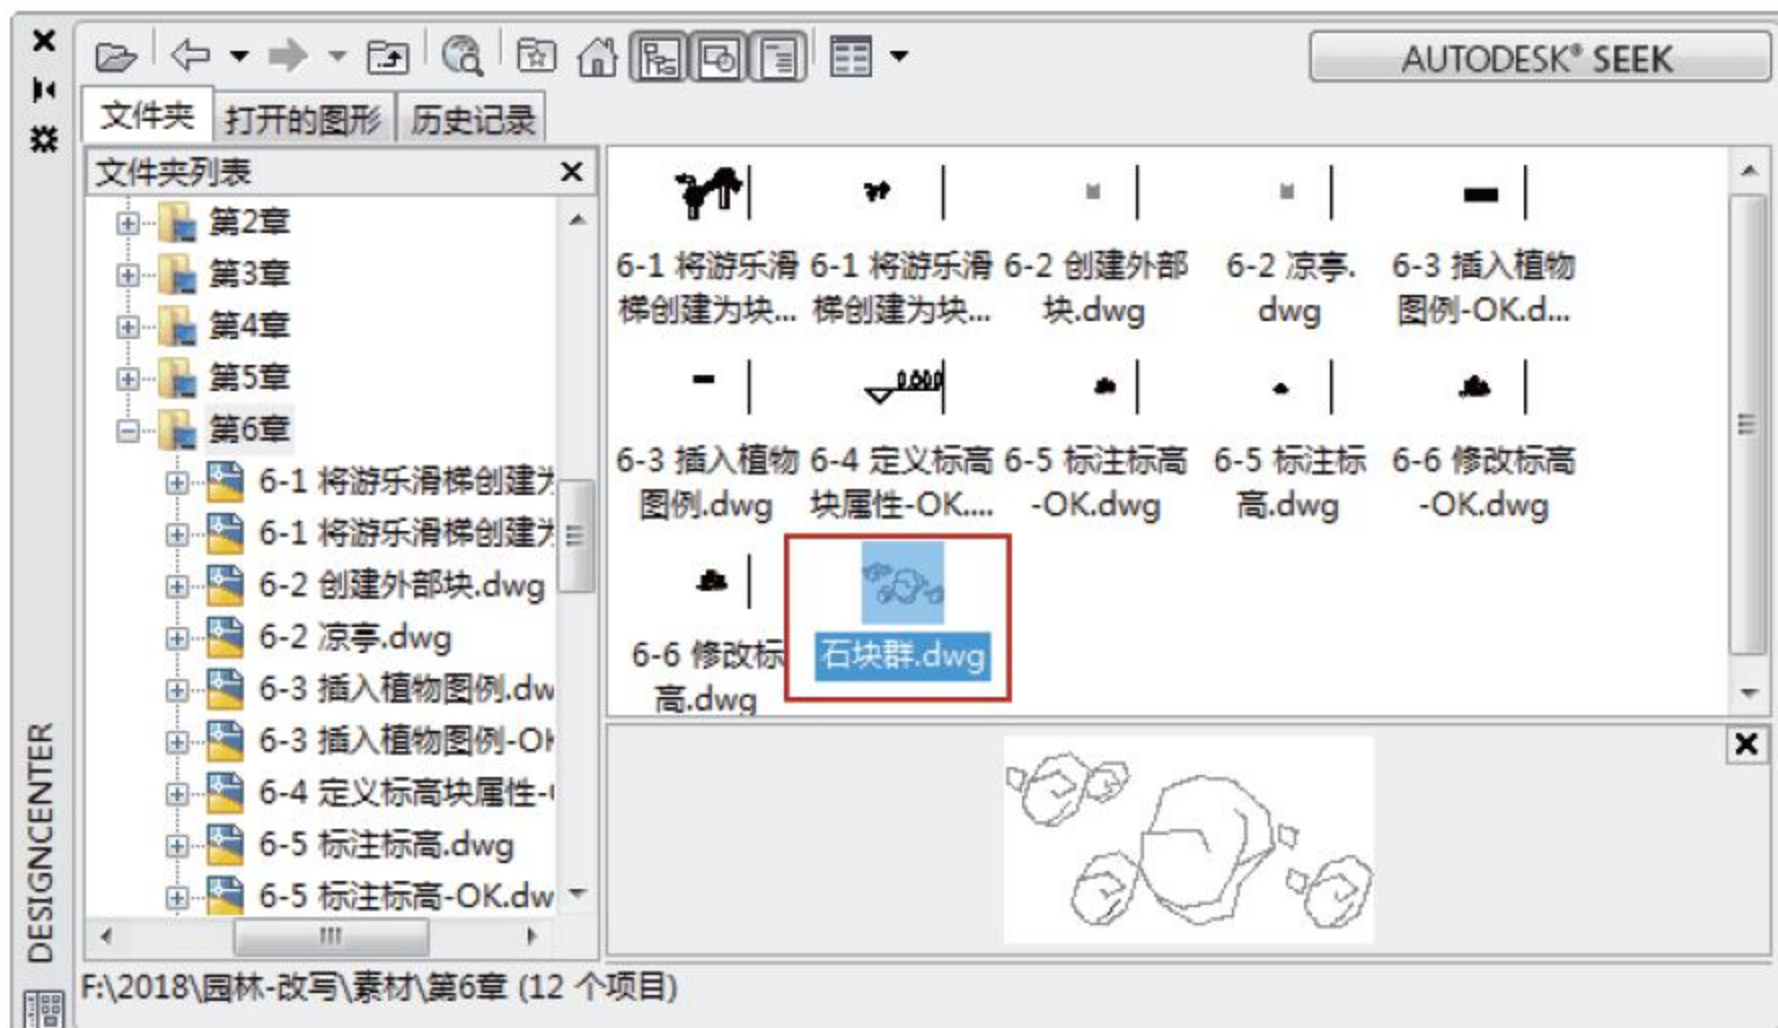 AUTODESK® SEEK
文件夹
打开的图形
历史记录
文件夹列表
第2章
第3章
第4章
第5章
第6章
6-1 将游乐滑梯创建为
6-1 将游乐滑梯创建为
6-2 创建外部块.dwg
6-2 凉亭.dwg
6-3 插入植物图例.dw
6-3 插入植物图例-OK
6-4 定义标高块属性-
6-5 标注标高.dwg
6-5 标注标高-OK.dw
6-1 将游乐滑
梯创建为块...
6-1 将游乐滑
梯创建为块...
6-2 创建外部
块.dwg
6-2 凉亭.
dwg
6-3 插入植物
图例-OK.d...
6-3 插入植物
图例.dwg
6-4 定义标高
块属性-OK....
6-5 标注标高
-OK.dwg
6-5 标注标
高.dwg
6-6 修改标高
-OK.dwg
6-6 修改标
高.dwg
石块群.dwg
DESIGNCENTER
F:\2018\园林-改写\素材\第6章 (12 个项目)